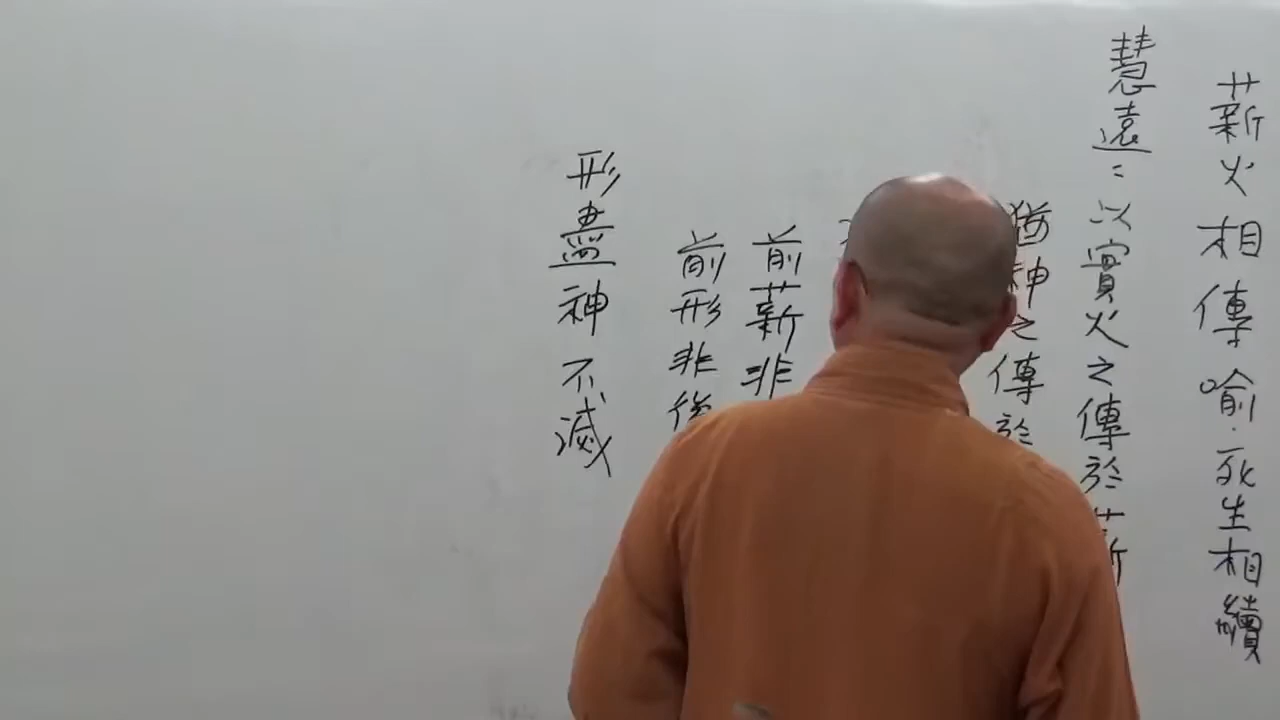 薪火相傳喻.死生相續
慧遠:以實火之傳於薪
猶神之傳於
前薪非
前形非後
形盡神不滅